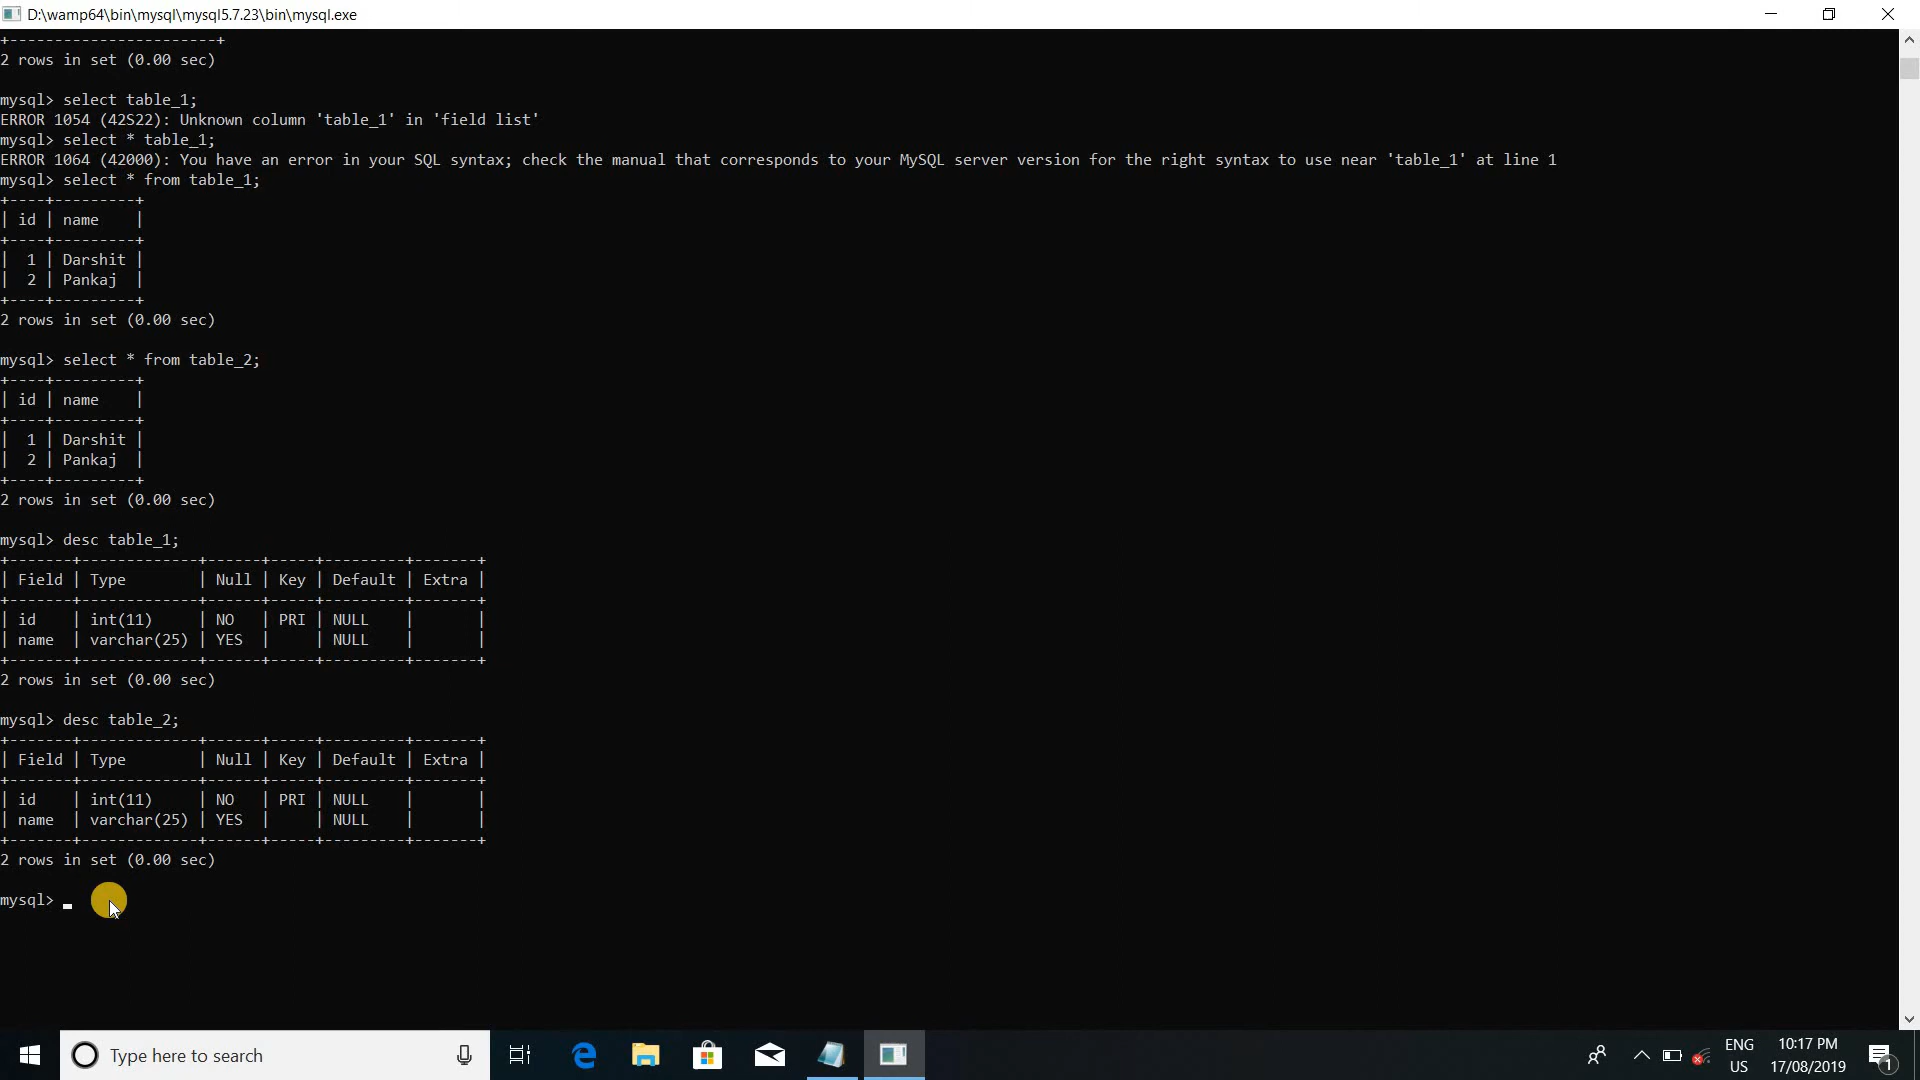 D:\wamp64\bin\mysql\mysql5.7.23\bin\mysql.exe
+-----------------------+
2 rows in set (0.00 sec)
mysql> select table_1;
ERROR 1054 (42S22): Unknown column 'table_1' in 'field list'
mysql> select * table_1;
ERROR 1064 (42000): You have an error in your SQL syntax; check the manual that corresponds to your MySQL server version for the right syntax to use near 'table_1' at line 1
mysql> select * from table_1;
+----+---------+
| id | name    |
+----+---------+
|  1 | Darshit |
|  2 | Pankaj  |
+----+---------+
2 rows in set (0.00 sec)
mysql> select * from table_2;
+----+---------+
| id | name    |
+----+---------+
|  1 | Darshit |
|  2 | Pankaj  |
+----+---------+
2 rows in set (0.00 sec)
mysql> desc table_1;
+-------+-------------+------+-----+---------+-------+
| Field | Type        | Null | Key | Default | Extra |
+-------+-------------+------+-----+---------+-------+
| id    | int(11)     | NO   | PRI | NULL    |       |
| name  | varchar(25) | YES  |     | NULL    |       |
+-------+-------------+------+-----+---------+-------+
2 rows in set (0.00 sec)
mysql> desc table_2;
+-------+-------------+------+-----+---------+-------+
| Field | Type        | Null | Key | Default | Extra |
+-------+-------------+------+-----+---------+-------+
| id    | int(11)     | NO   | PRI | NULL    |       |
| name  | varchar(25) | YES  |     | NULL    |       |
+-------+-------------+------+-----+---------+-------+
2 rows in set (0.00 sec)
mysql> _
Type here to search
ENG
US
10:17 PM
17/08/2019
1